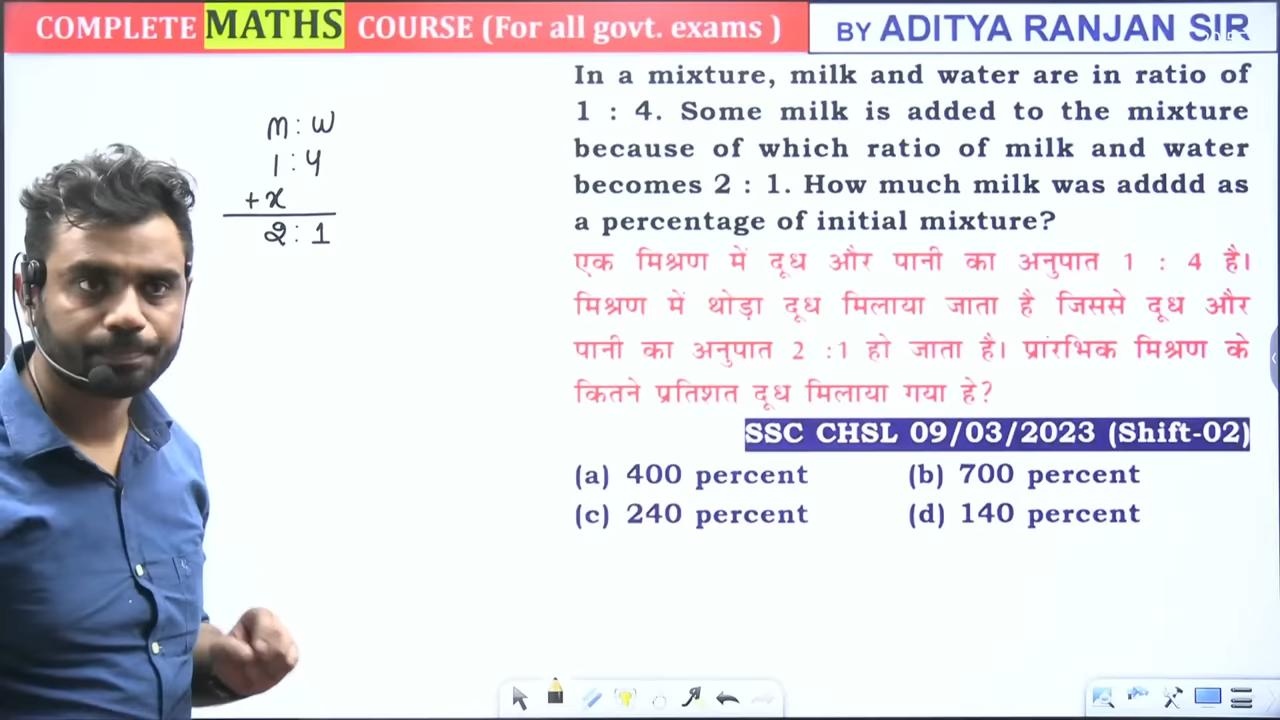 COMPLETE MATHS COURSE (For all govt. exams )
BY ADITYA RANJAN SIR
M : W
1 : 4
+ x
2 : 1
In a mixture, milk and water are in ratio of
1 : 4. Some milk is added to the mixture
because of which ratio of milk and water
becomes 2 : 1. How much milk was adddd as
a percentage of initial mixture?
एक मिश्रण में दूध और पानी का अनुपात 1 : 4 है।
मिश्रण में थोड़ा दूध मिलाया जाता है जिससे दूध और
पानी का अनुपात 2 :1 हो जाता है। प्रारंभिक मिश्रण के
कितने प्रतिशत दूध मिलाया गया हे?
SSC CHSL 09/03/2023 (Shift-02)
(a) 400 percent (b) 700 percent
(c) 240 percent (d) 140 percent